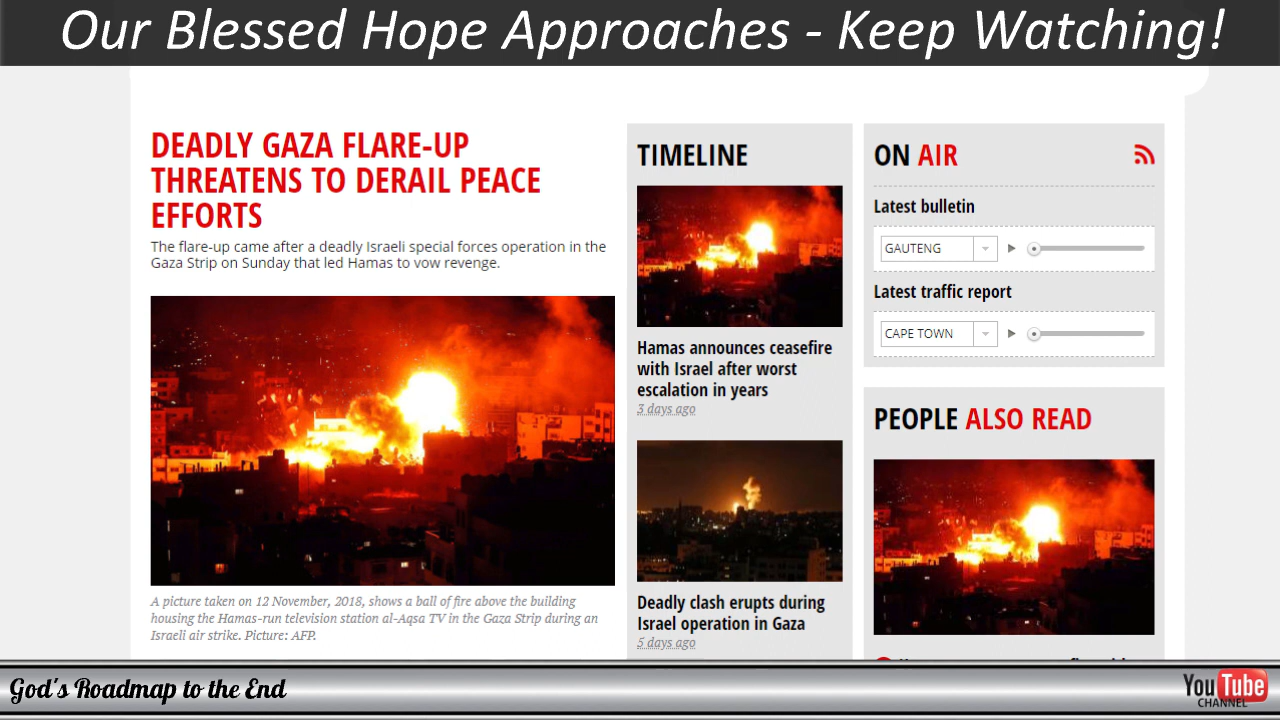 Our Blessed Hope Approaches - Keep Watching!
DEADLY GAZA FLARE-UP
THREATENS TO DERAIL PEACE
EFFORTS
The flare-up came after a deadly Israeli special forces operation in the
Gaza Strip on Sunday that led Hamas to vow revenge.
A picture taken on 12 November, 2018, shows a ball of fire above the building
housing the Hamas-run television station al-Aqsa TV in the Gaza Strip during an
Israeli air strike. Picture: AFP.
TIMELINE
Hamas announces ceasefire
with Israel after worst
escalation in years
3 days ago
Deadly clash erupts during
Israel operation in Gaza
5 days ago
ON AIR
Latest bulletin
GAUTENG
Latest traffic report
CAPE TOWN
PEOPLE ALSO READ
God's Roadmap to the End
YouTube
CHANNEL